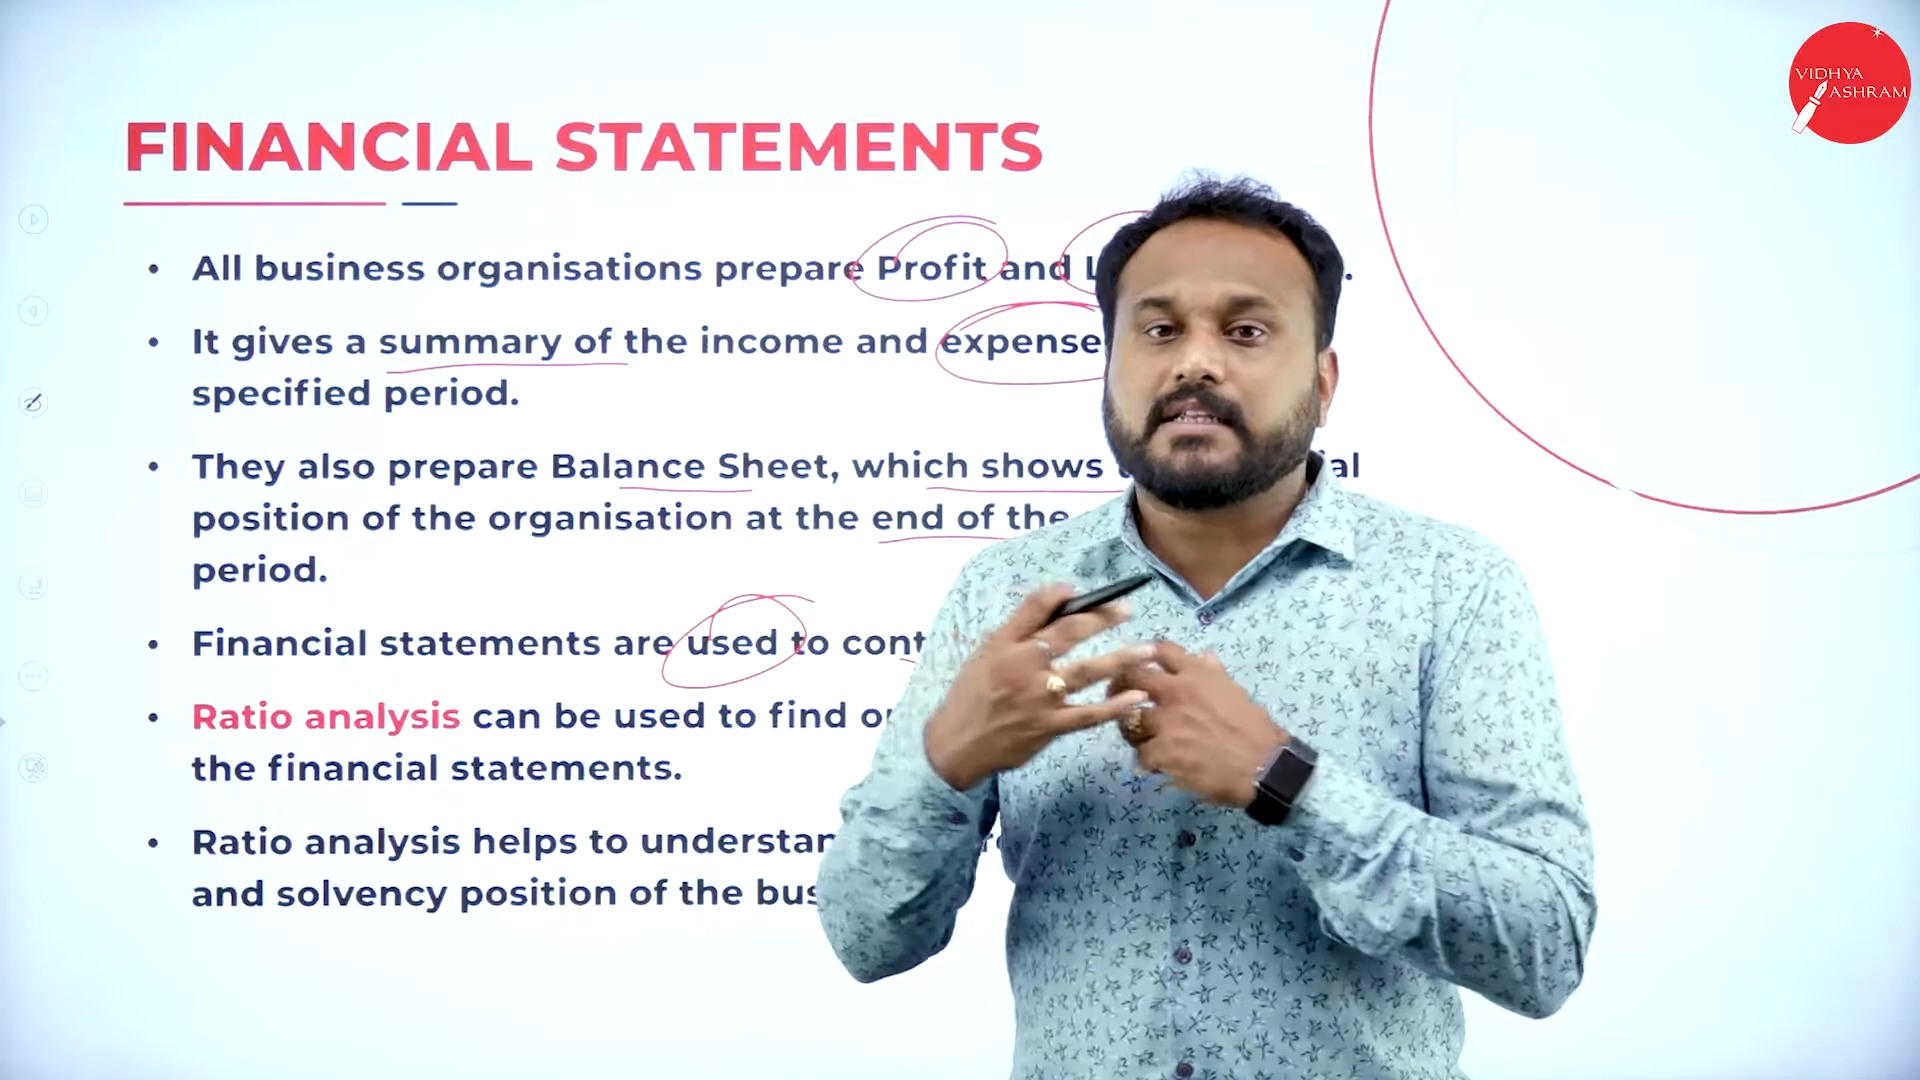 VIDHYA
ASHRAM
FINANCIAL STATEMENTS
• All business organisations prepare Profit and
• It gives a summary of the income and expense
specified period.
• They also prepare Balance Sheet, which shows
position of the organisation at the end of the
period.
• Financial statements are used to
• Ratio analysis can be used to find
the financial statements.
• Ratio analysis helps to
and solvency position of the